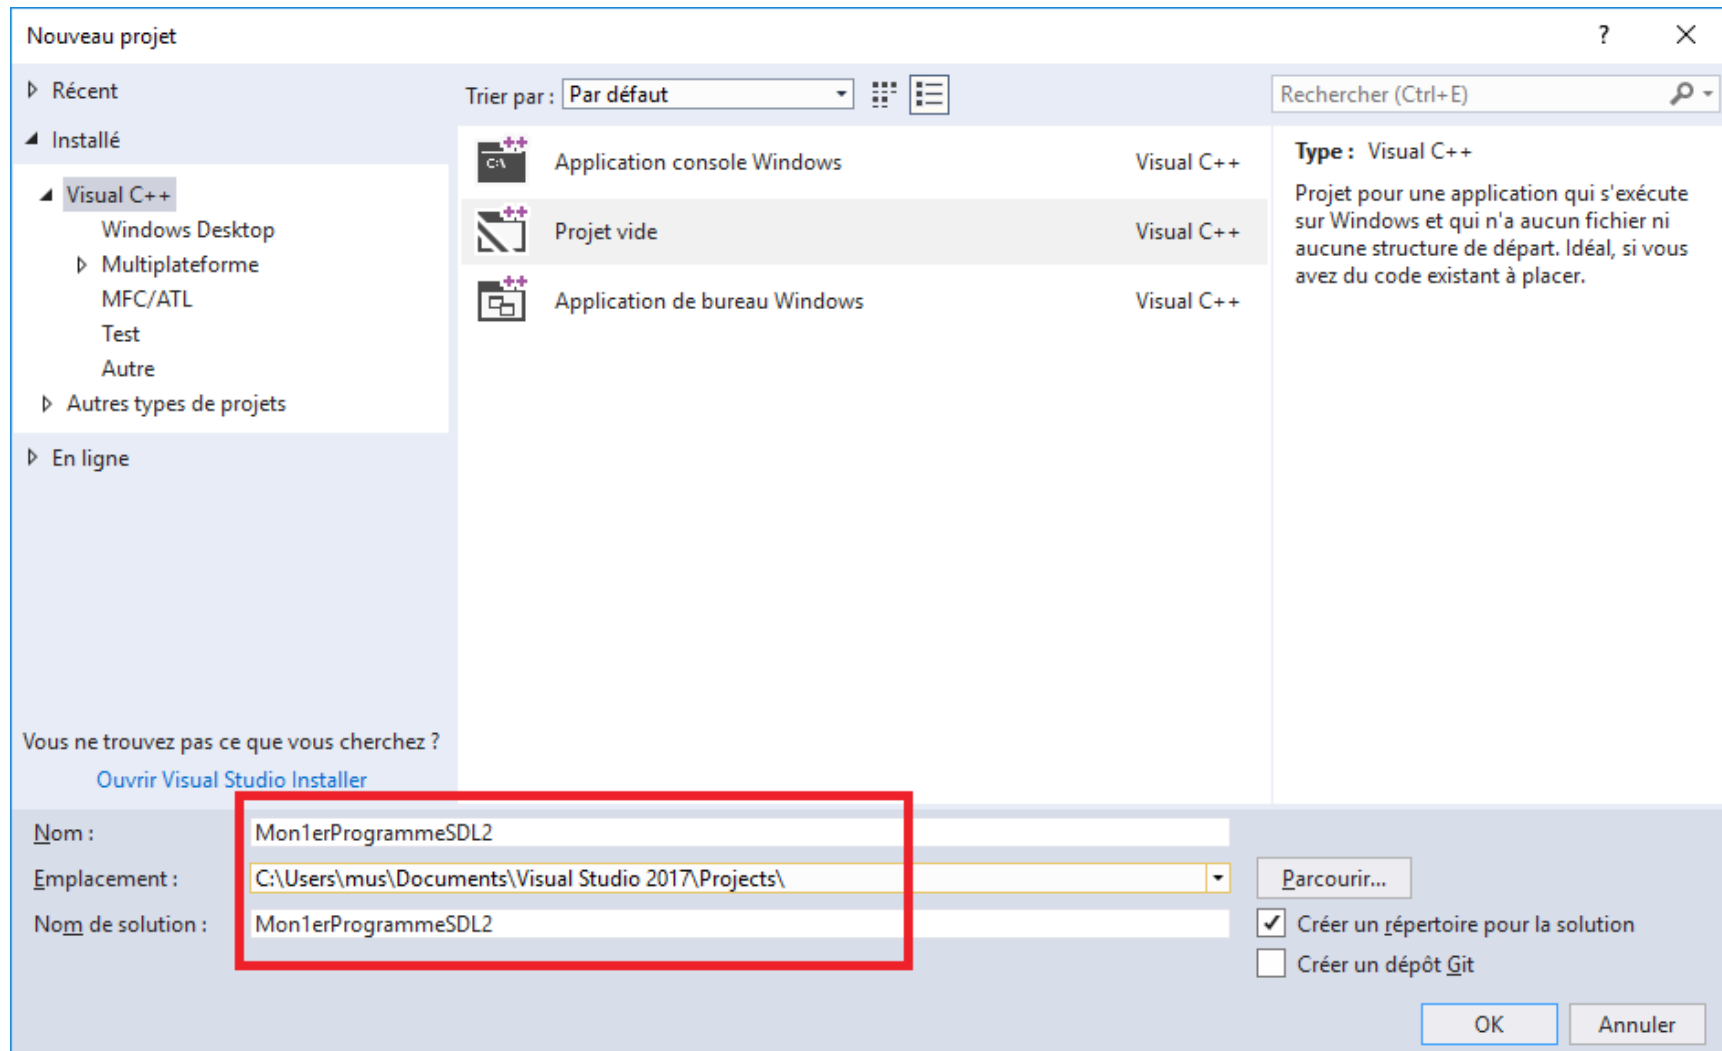 Nouveau projet
?
Récent
Installé
Visual C++
Windows Desktop
Multiplateforme
MFC/ATL
Test
Autre
Autres types de projets
En ligne
Vous ne trouvez pas ce que vous cherchez ?
Ouvrir Visual Studio Installer
Trier par : Par défaut
C:\ Application console Windows Visual C++
Projet vide Visual C++
Application de bureau Windows Visual C++
Rechercher (Ctrl+E)
Type : Visual C++
Projet pour une application qui s'exécute
sur Windows et qui n'a aucun fichier ni
aucune structure de départ. Idéal, si vous
avez du code existant à placer.
Nom : Mon1erProgrammeSDL2
Emplacement : C:\Users\mus\Documents\Visual Studio 2017\Projects\
Parcourir...
Nom de solution : Mon1erProgrammeSDL2
Créer un répertoire pour la solution
Créer un dépôt Git
OK Annuler